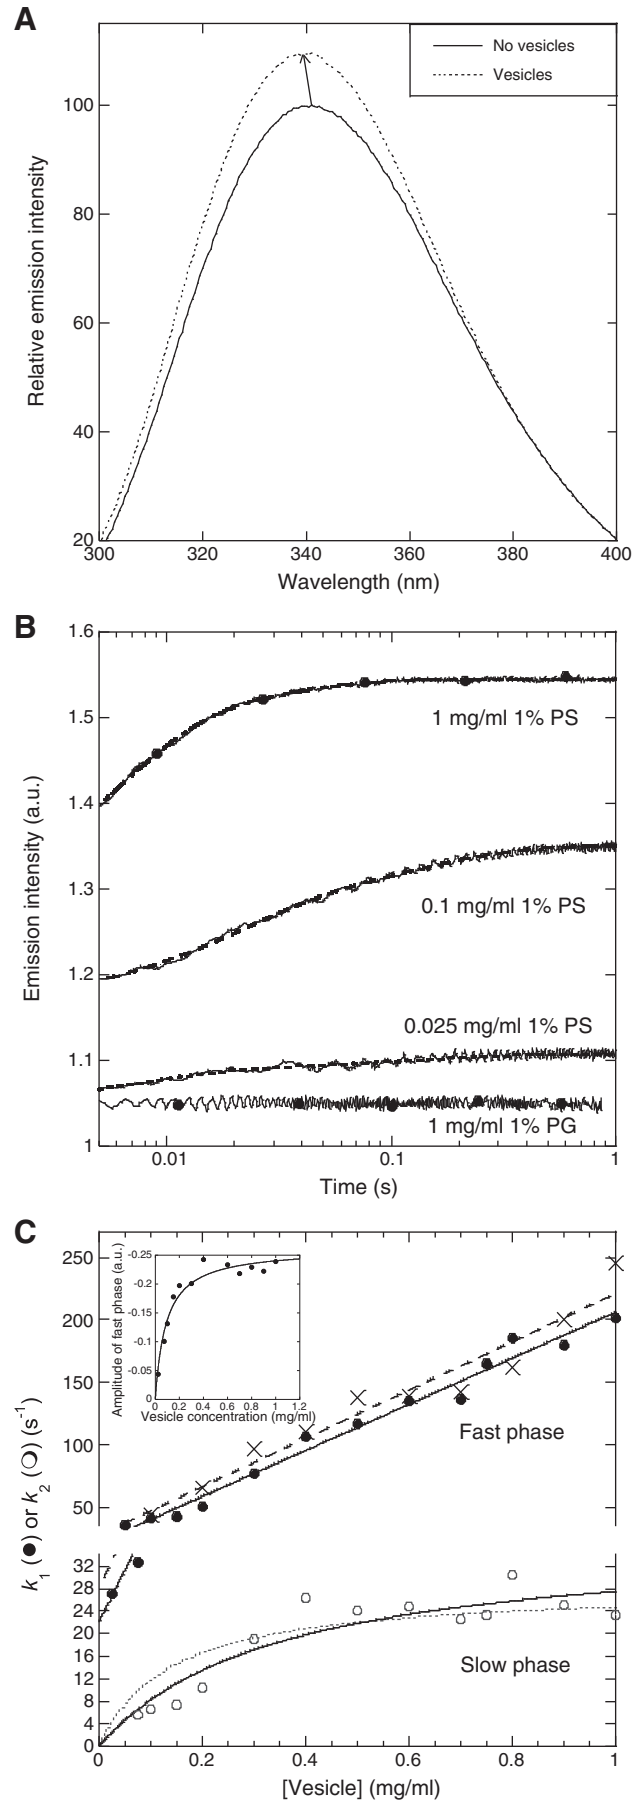 A
No vesicles
Vesicles
100
80
60
40
20
Relative emission intensity
300 320 340 360 380 400
Wavelength (nm)
B
1.6
1.5
1.4
1.3
1.2
1.1
1
Emission intensity (a.u.)
1 mg/ml 1% PS
0.1 mg/ml 1% PS
0.025 mg/ml 1% PS
1 mg/ml 1% PG
0.01 0.1 1
Time (s)
C
250
200
150
100
50
32
28
24
20
16
12
8
4
0
k1 (●) or k2 (○) (s-1)
-0.25
-0.2
-0.15
-0.1
-0.05
0
Amplitude of fast phase (a.u.)
0 0.2 0.4 0.6 0.8 1.0 1.2
Vesicle concentration (mg/ml)
Fast phase
Slow phase
0 0.2 0.4 0.6 0.8 1
[Vesicle] (mg/ml)